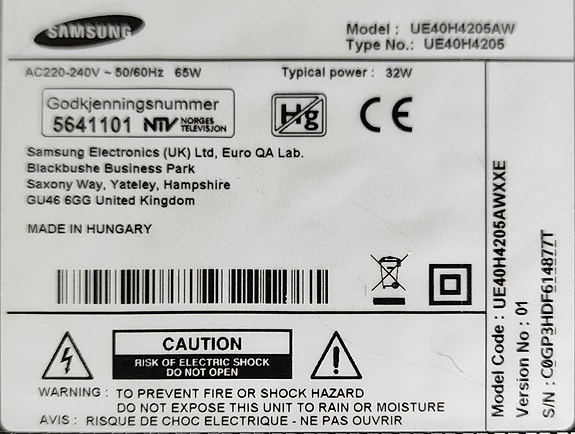 SAMSUNG
Model : UE40H4205AW
Type No.: UE40H4205
AC220-240V ~ 50/60Hz 65W
Typical power : 32W
Godkjenningsnummer
5641101 NTV NORGES TELEVISJON
Hg
CE
Samsung Electronics (UK) Ltd, Euro QA Lab.
Blackbushe Business Park
Saxony Way, Yateley, Hampshire
GU46 6GG United Kingdom
MADE IN HUNGARY
CAUTION
RISK OF ELECTRIC SHOCK
DO NOT OPEN
WARNING : TO PREVENT FIRE OR SHOCK HAZARD
DO NOT EXPOSE THIS UNIT TO RAIN OR MOISTURE
AVIS : RISQUE DE CHOC ELECTRIQUE - NE PAS OUVRIR
Model Code : UE40H4205AWXXE
Version No : 01
S/N : C0GP3HDF614877T